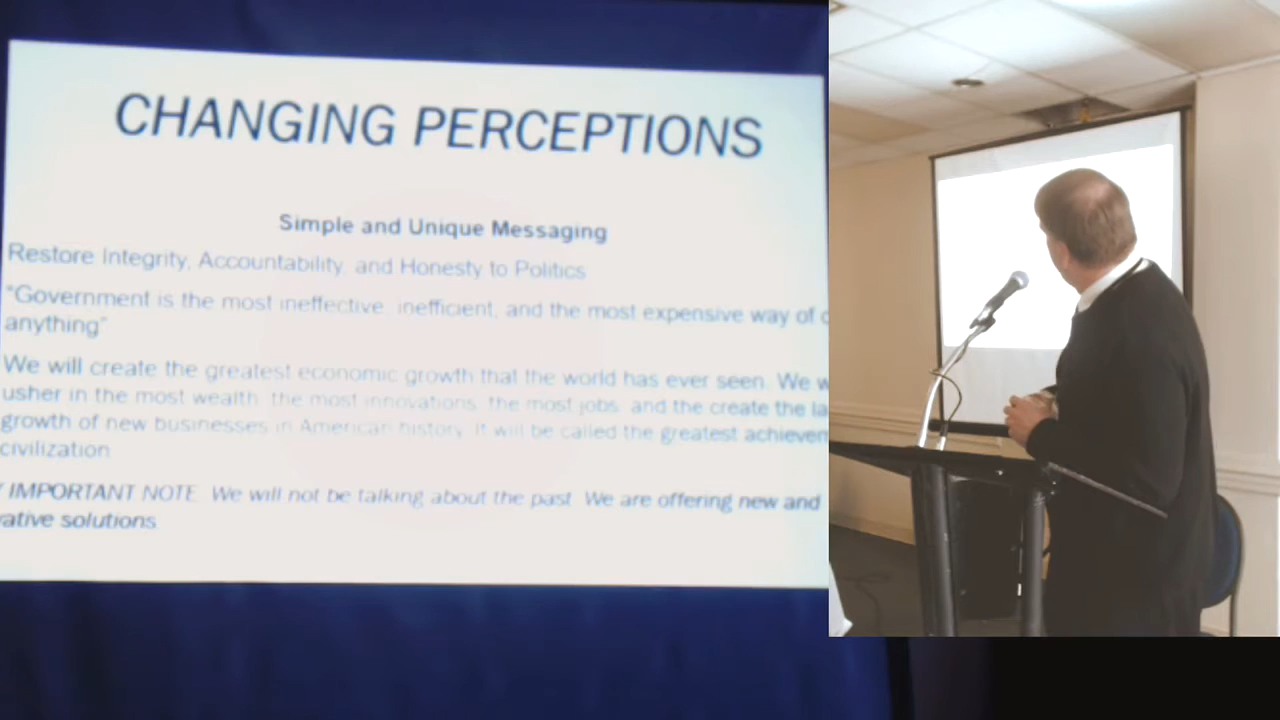 CHANGING PERCEPTIONS
Simple and Unique Messaging
Restore Integrity, Accountability, and Honesty to Politics
"Government is the most ineffective, inefficient, and the most expensive way of
anything"
We will create the greatest economic growth that the world has ever seen. We
usher in the most wealth, the most innovations, the most jobs, and the create the
growth of new businesses in American history. It will be called the greatest
civilization
IMPORTANT NOTE: We will not be talking about the past. We are offering new and
ative solutions